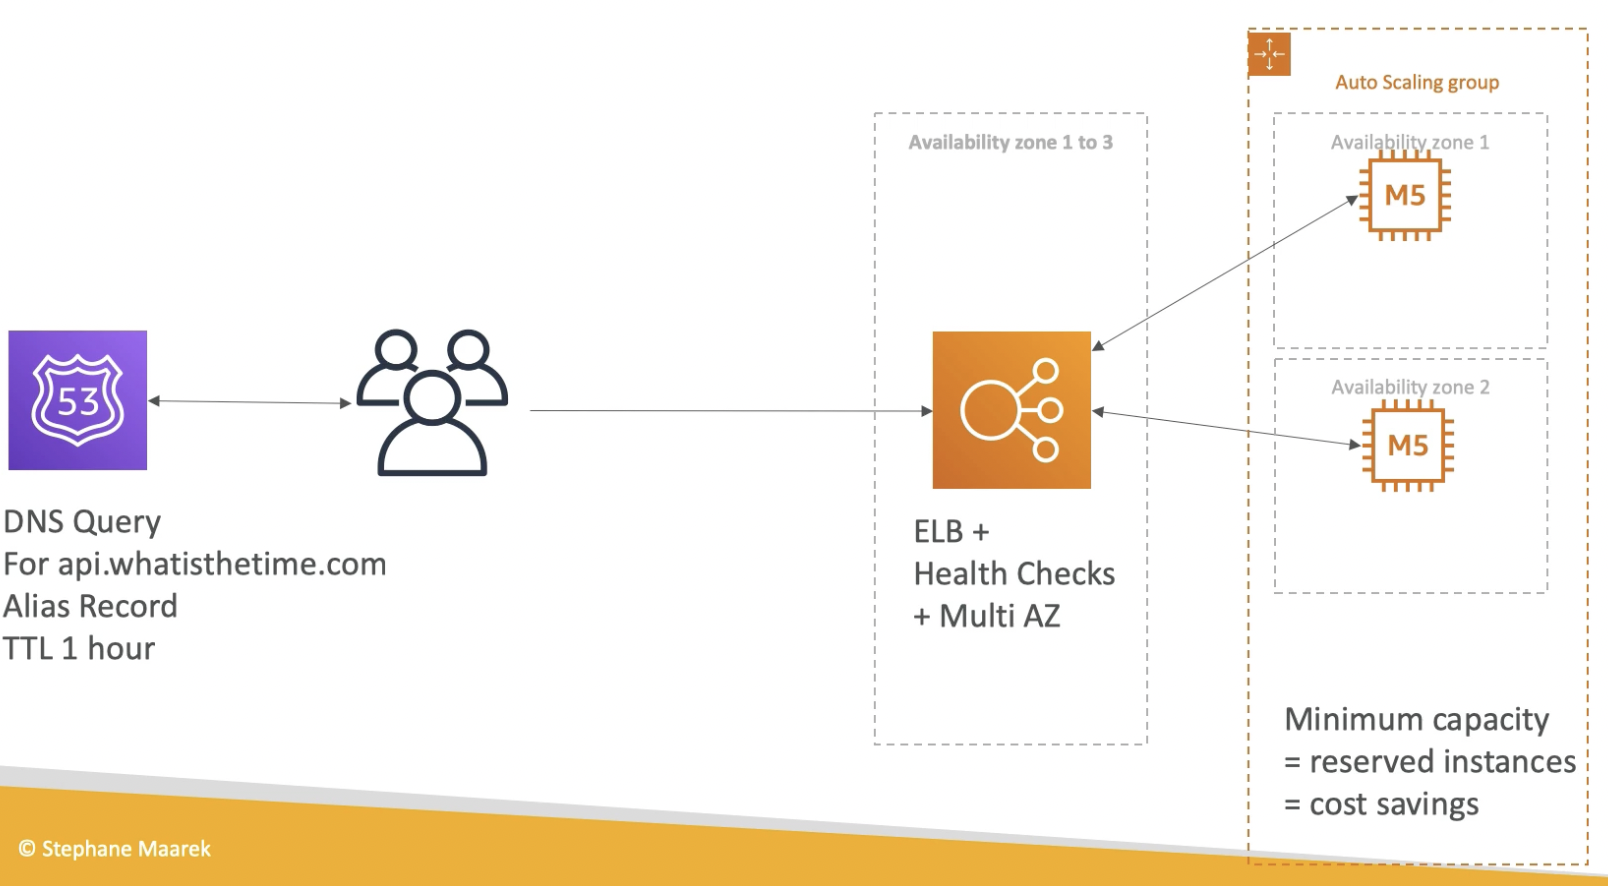 Auto Scaling group
Availability zone 1 to 3
Availability zone 1
M5
Availability zone 2
M5
53
DNS Query
For api.whatisthetime.com
Alias Record
TTL 1 hour
ELB +
Health Checks
+ Multi AZ
Minimum capacity
= reserved instances
= cost savings
© Stephane Maarek